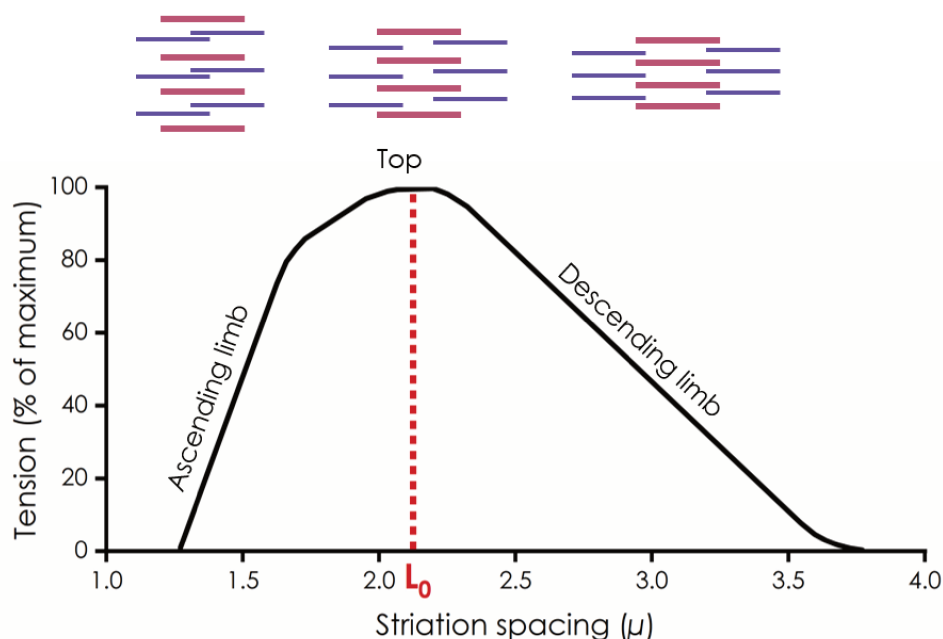 Top
Tension (% of maximum)
100
80
60
40
20
0
Ascending limb
Descending limb
1.0
1.5
2.0
L₀
2.5
3.0
3.5
4.0
Striation spacing (µ)